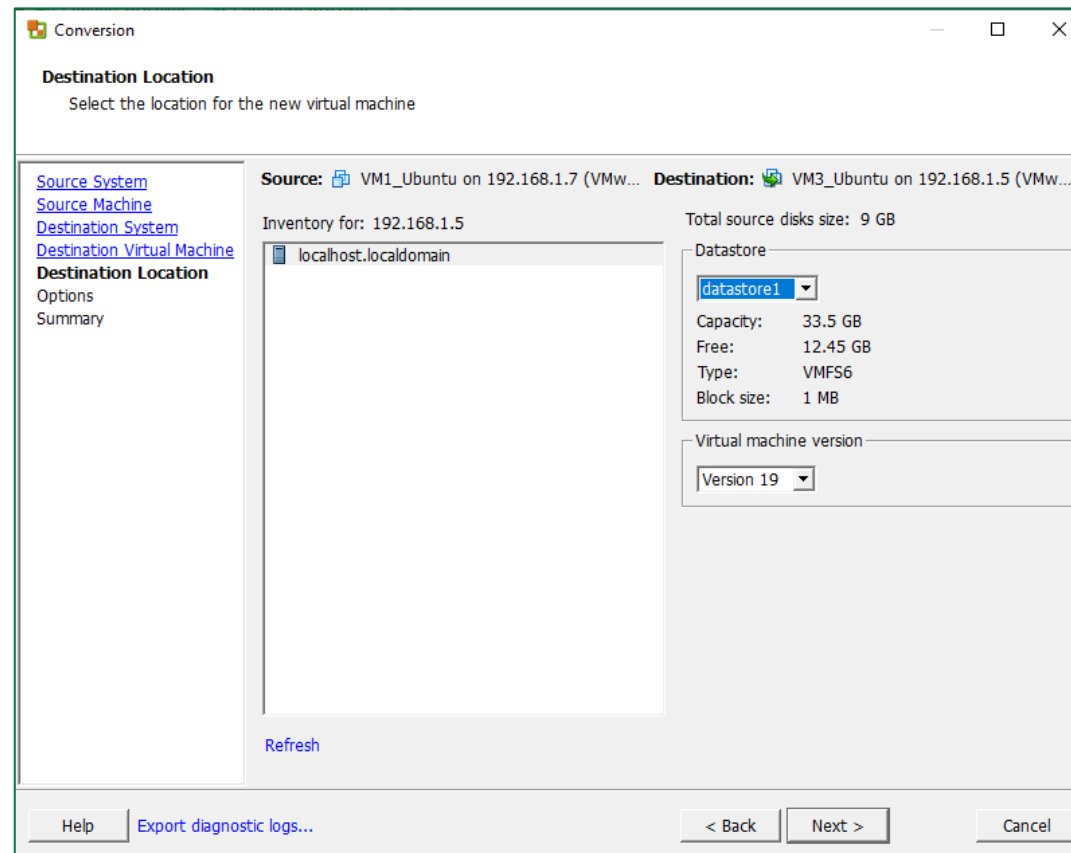 Conversion
Destination Location
Select the location for the new virtual machine
Source System
Source Machine
Destination System
Destination Virtual Machine
Destination Location
Options
Summary
Source: VM1_Ubuntu on 192.168.1.7 (VMw... Destination: VM3_Ubuntu on 192.168.1.5 (VMw...
Inventory for: 192.168.1.5
localhost.localdomain
Refresh
Total source disks size: 9 GB
Datastore
datastore1
Capacity: 33.5 GB
Free: 12.45 GB
Type: VMFS6
Block size: 1 MB
Virtual machine version
Version 19
Help Export diagnostic logs... < Back Next > Cancel